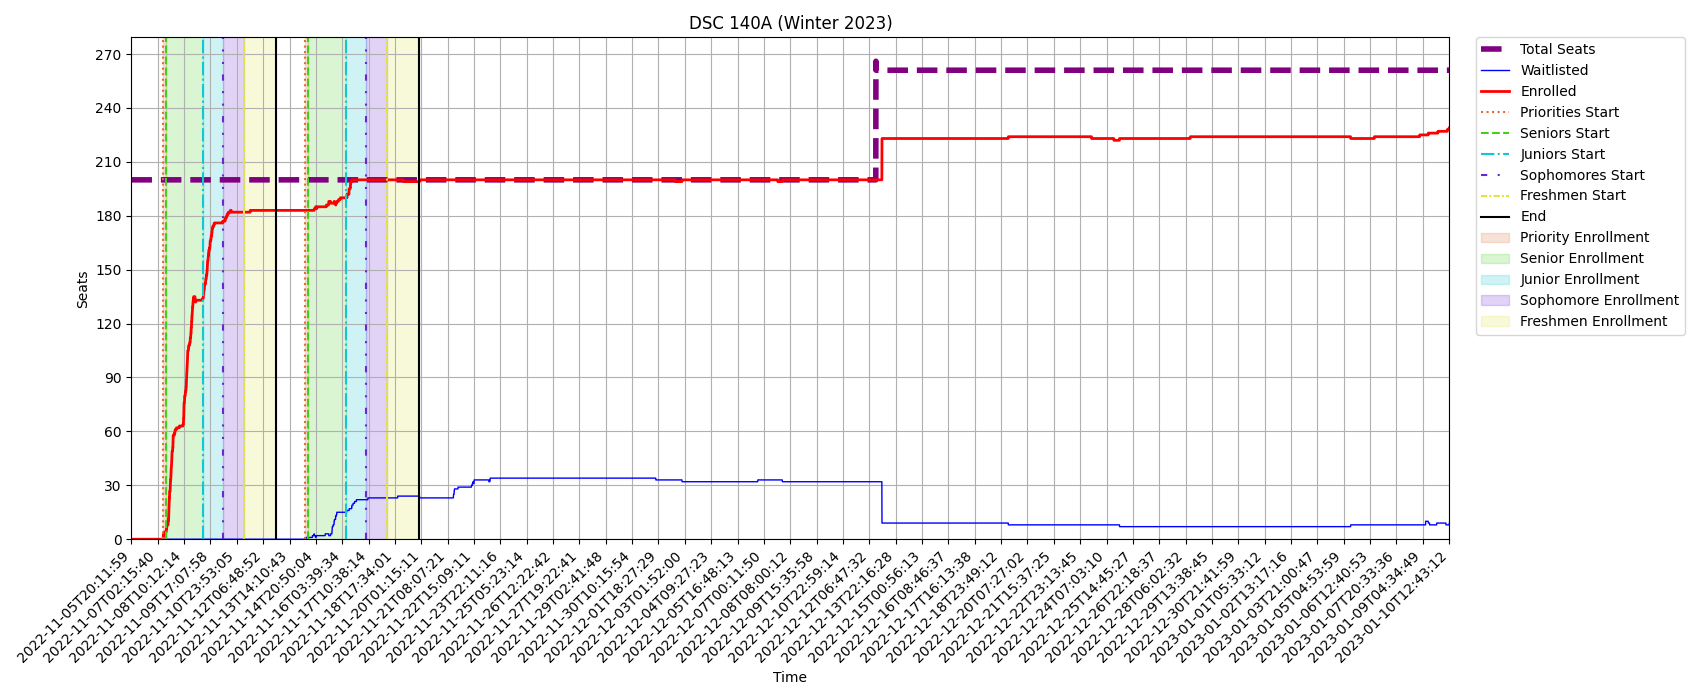 DSC 140A (Winter 2023)
Seats
270
240
210
180
150
120
90
60
30
0
2022-11-05T20:11:59
2022-11-07T02:15:40
2022-11-08T10:12:14
2022-11-09T17:07:58
2022-11-10T23:53:05
2022-11-12T06:48:52
2022-11-13T14:10:43
2022-11-14T20:50:04
2022-11-16T03:39:34
2022-11-17T10:38:14
2022-11-18T17:34:01
2022-11-20T01:15:11
2022-11-21T08:07:21
2022-11-22T15:09:11
2022-11-23T22:11:16
2022-11-25T05:23:14
2022-11-26T12:22:42
2022-11-27T19:22:41
2022-11-29T02:41:48
2022-11-30T10:15:54
2022-12-01T18:27:29
2022-12-03T01:52:00
2022-12-04T09:27:23
2022-12-05T16:48:13
2022-12-07T00:11:50
2022-12-08T08:00:12
2022-12-09T15:35:58
2022-12-10T22:59:14
2022-12-12T06:47:32
2022-12-13T22:16:28
2022-12-15T00:56:13
2022-12-16T08:46:37
2022-12-17T16:13:38
2022-12-18T23:49:12
2022-12-20T07:27:02
2022-12-21T15:37:25
2022-12-22T23:13:45
2022-12-24T07:03:10
2022-12-25T14:45:27
2022-12-26T22:18:37
2022-12-28T06:02:32
2022-12-29T13:38:45
2022-12-30T21:41:59
2023-01-01T05:33:12
2023-01-02T13:17:16
2023-01-03T21:00:47
2023-01-05T04:53:59
2023-01-06T12:40:53
2023-01-07T20:33:36
2023-01-09T04:34:49
2023-01-10T12:43:12
Time
Total Seats
Waitlisted
Enrolled
Priorities Start
Seniors Start
Juniors Start
Sophomores Start
Freshmen Start
End
Priority Enrollment
Senior Enrollment
Junior Enrollment
Sophomore Enrollment
Freshmen Enrollment